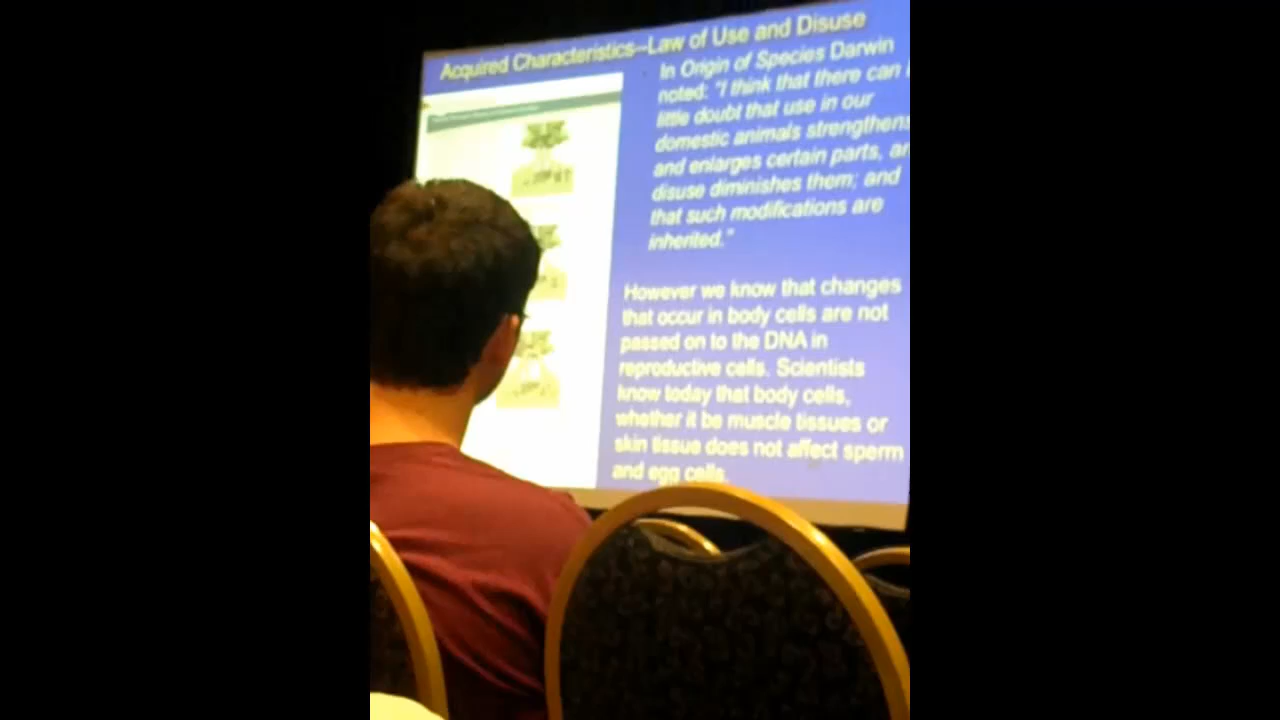 Acquired Characteristics--Law of Use and Disuse
In Origin of Species Darwin
noted: "I think that there can
little doubt that use in our
domestic animals strengthens
and enlarges certain parts, an
disuse diminishes them; and
that such modifications are
inherited."
However we know that changes
that occur in body cells are not
passed on to the DNA in
reproductive cells. Scientists
know today that body cells,
whether it be muscle tissues or
skin tissue does not affect sperm
and egg cells.